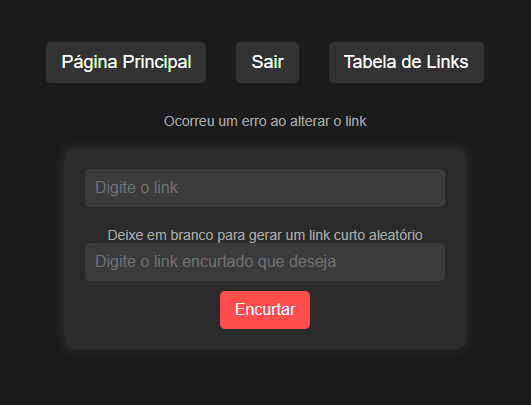 Página Principal
Sair
Tabela de Links
Ocorreu um erro ao alterar o link
Digite o link
Deixe em branco para gerar um link curto aleatório
Digite o link encurtado que deseja
Encurtar